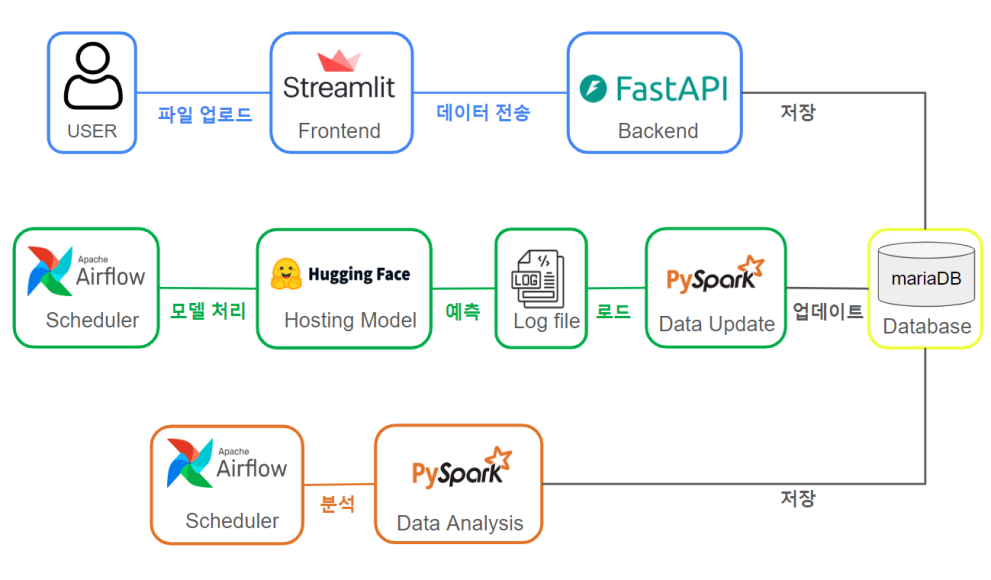 USER
파일 업로드
Streamlit
Frontend
데이터 전송
FastAPI
Backend
저장
Apache
Airflow
Scheduler
모델 처리
Hugging Face
Hosting Model
예측
</>
LOG
Log file
로드
PySpark
Data Update
업데이트
mariaDB
Database
Apache
Airflow
Scheduler
분석
PySpark
Data Analysis
저장